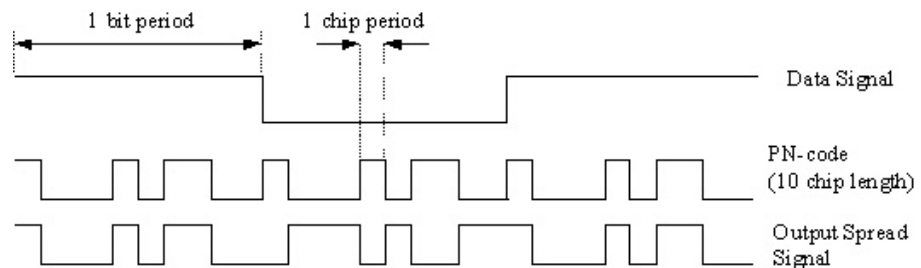 1 bit period
1 chip period
Data Signal
PN-code
(10 chip length)
Output Spread
Signal